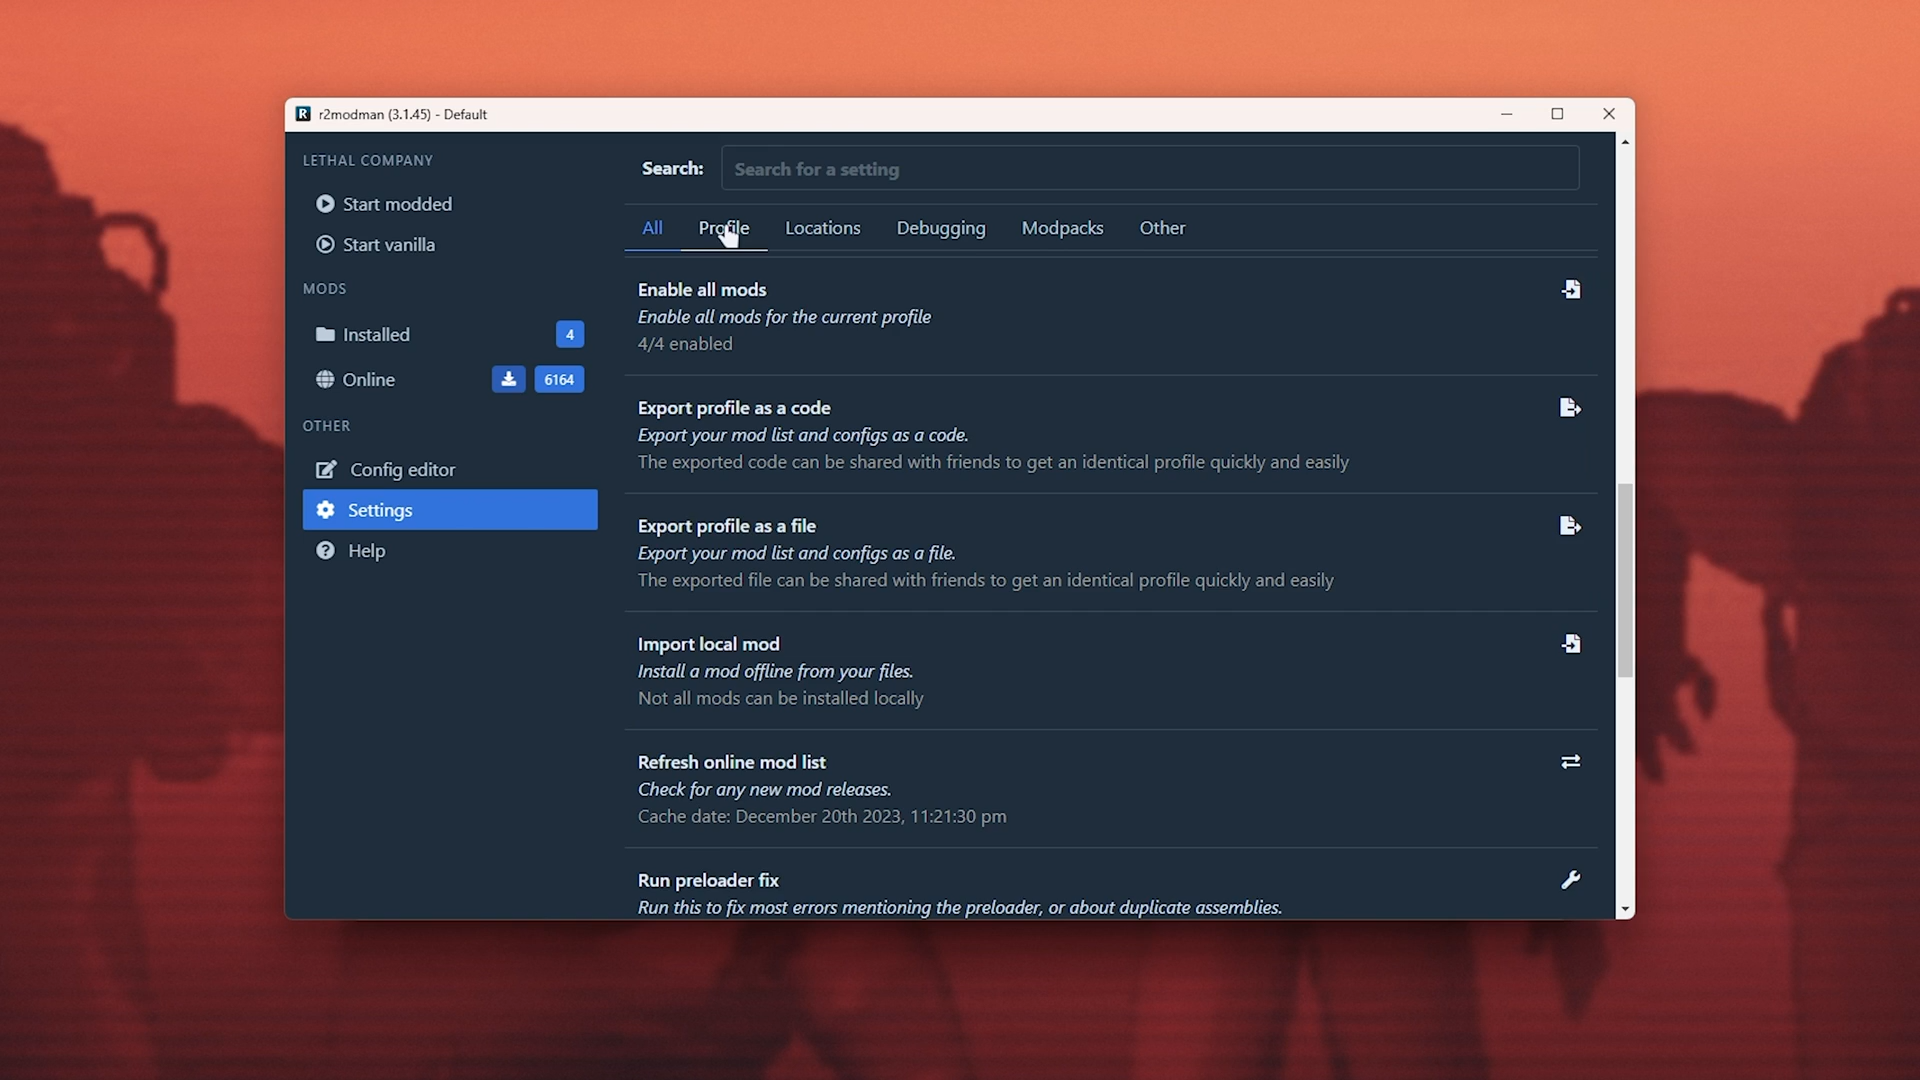 R r2modman (3.1.45) - Default
LETHAL COMPANY
Start modded
Start vanilla
MODS
Installed 4
Online 6164
OTHER
Config editor
Settings
Help
Search: Search for a setting
All Profile Locations Debugging Modpacks Other
Enable all mods
Enable all mods for the current profile
4/4 enabled
Export profile as a code
Export your mod list and configs as a code.
The exported code can be shared with friends to get an identical profile quickly and easily
Export profile as a file
Export your mod list and configs as a file.
The exported file can be shared with friends to get an identical profile quickly and easily
Import local mod
Install a mod offline from your files.
Not all mods can be installed locally
Refresh online mod list
Check for any new mod releases.
Cache date: December 20th 2023, 11:21:30 pm
Run preloader fix
Run this to fix most errors mentioning the preloader, or about duplicate assemblies.